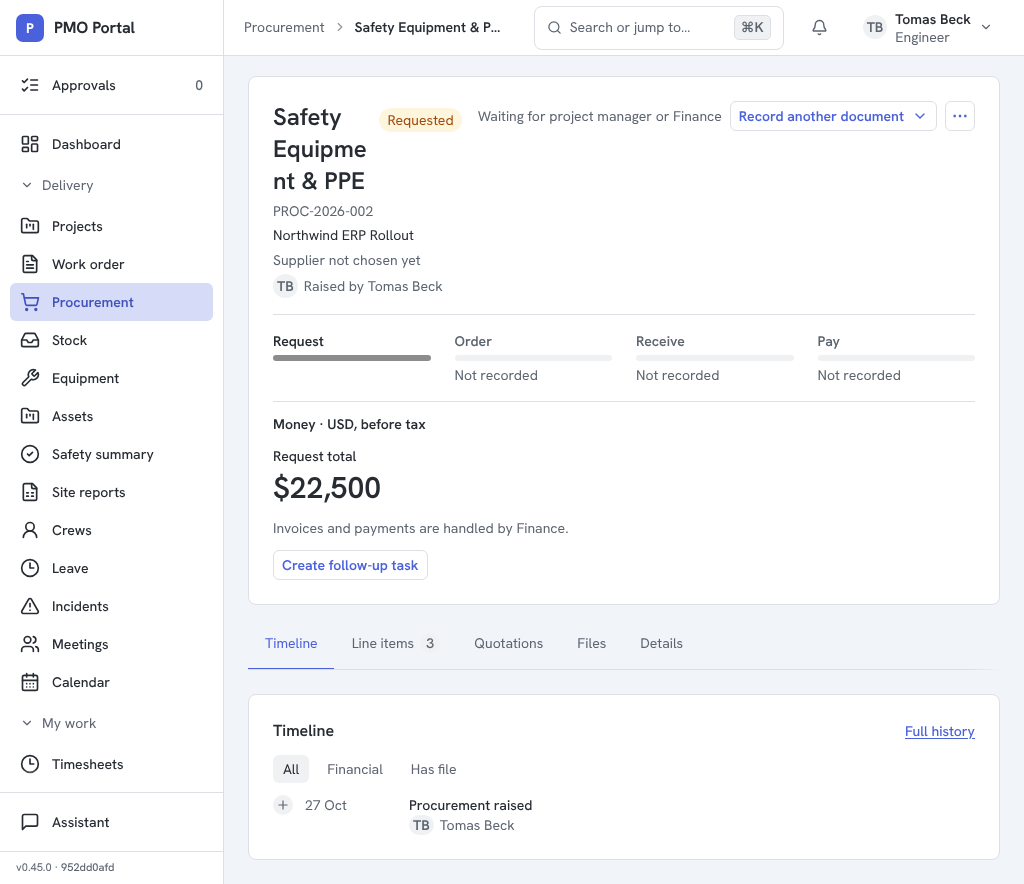 P
PMO Portal
Procurement
Safety Equipment & P...
Search or jump to...
⌘K
TB
Tomas Beck
Engineer
Approvals
0
Dashboard
Delivery
Projects
Work order
Procurement
Stock
Equipment
Assets
Safety summary
Site reports
Crews
Leave
Incidents
Meetings
Calendar
My work
Timesheets
Assistant
v0.45.0 · 952dd0afd
Safety
Equipme
nt & PPE
Requested
Waiting for project manager or Finance
Record another document
PROC-2026-002
Northwind ERP Rollout
Supplier not chosen yet
TB Raised by Tomas Beck
Request
Order
Not recorded
Receive
Not recorded
Pay
Not recorded
Money · USD, before tax
Request total
$22,500
Invoices and payments are handled by Finance.
Create follow-up task
Timeline
Line items 3
Quotations
Files
Details
Timeline
Full history
All
Financial
Has file
27 Oct
Procurement raised
TB Tomas Beck